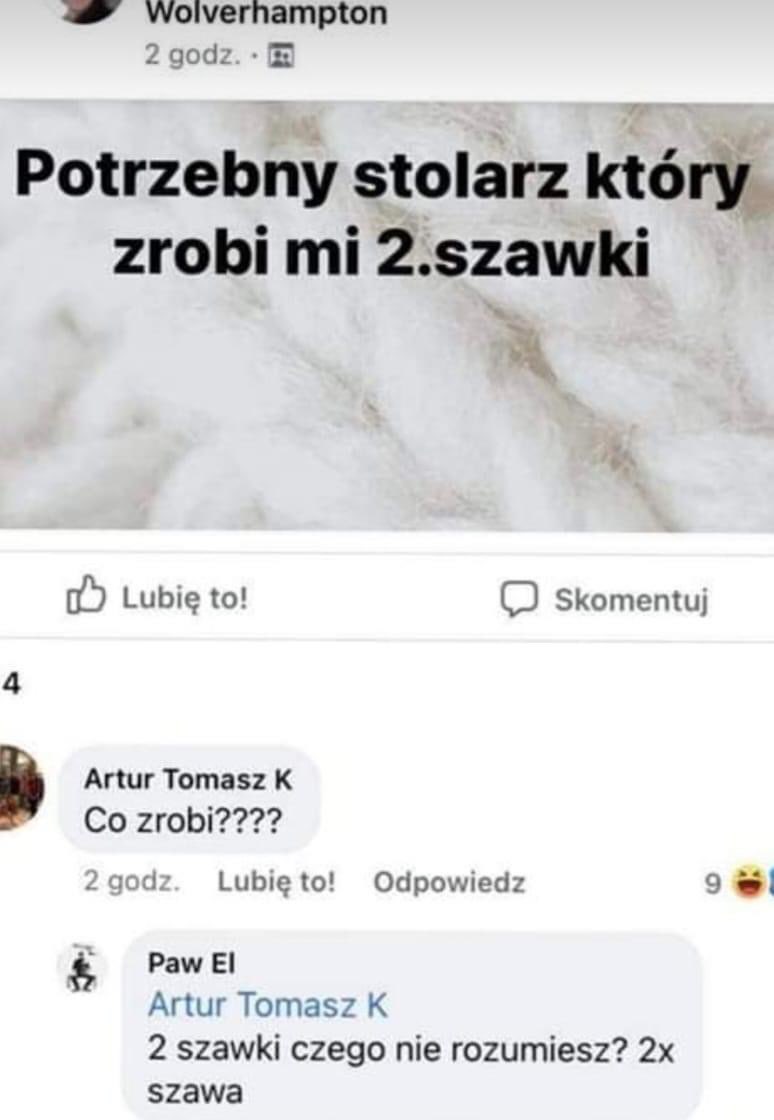 Wolverhampton
2 godz. ·
Potrzebny stolarz który
zrobi mi 2.szawki
Lubię to!
Skomentuj
4
Artur Tomasz K
Co zrobi????
2 godz. Lubię to! Odpowiedz 9
Paw El
Artur Tomasz K
2 szawki czego nie rozumiesz? 2x
szawa